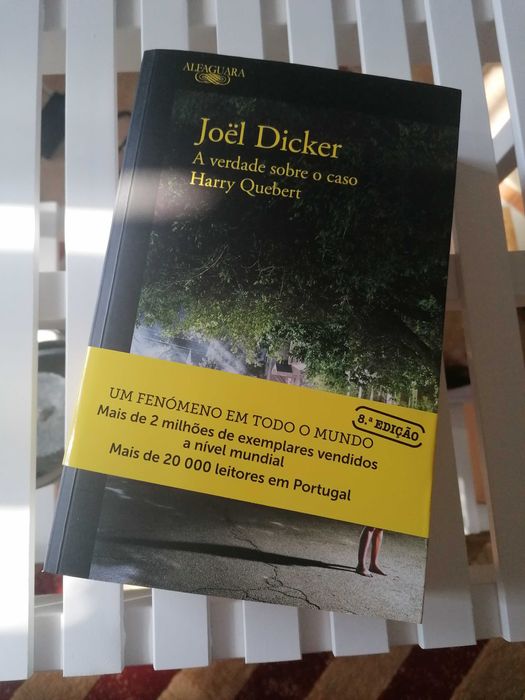 ALFAGUARA
Joël Dicker
A verdade sobre o caso
Harry Quebert
UM FENÓMENO EM TODO O MUNDO
8.ª EDIÇÃO
Mais de 2 milhões de exemplares vendidos
a nível mundial
Mais de 20 000 leitores em Portugal